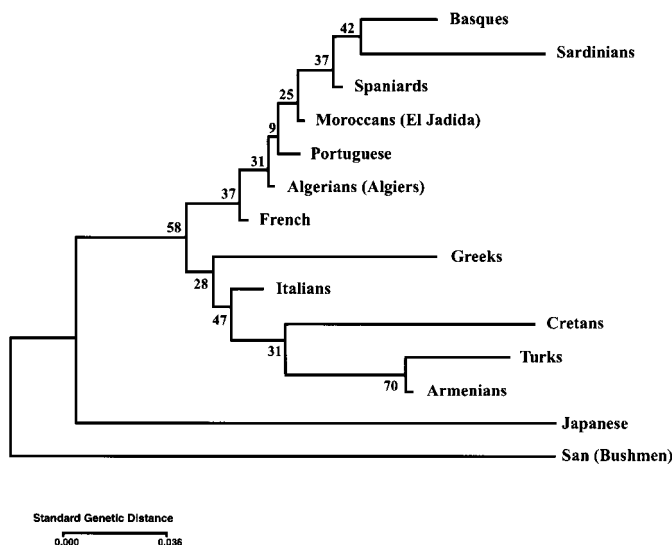 Basques
42
Sardinians
37
Spaniards
25
Moroccans (El Jadida)
9
Portuguese
31
Algerians (Algiers)
37
French
58
Greeks
28
Italians
47
Cretans
31
Turks
70
Armenians
Japanese
San (Bushmen)
Standard Genetic Distance
0.000 0.036